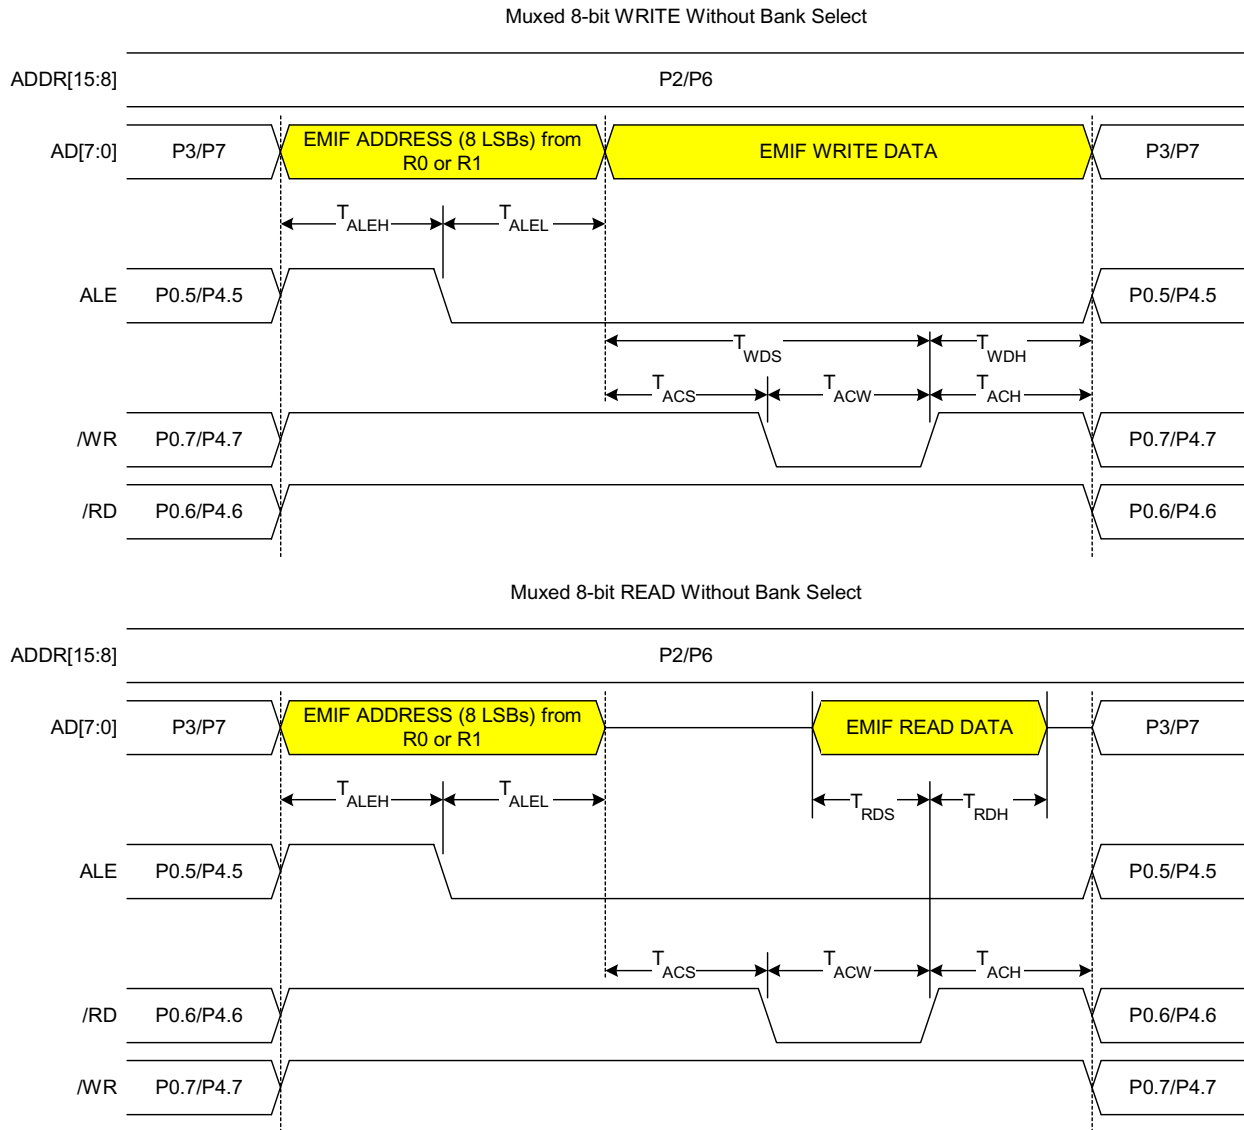 Muxed 8-bit WRITE Without Bank Select
ADDR[15:8] P2/P6
AD[7:0] P3/P7 EMIF ADDRESS (8 LSBs) from R0 or R1 EMIF WRITE DATA P3/P7
TALEH TALEL
ALE P0.5/P4.5 P0.5/P4.5
TWDS TWDH
TACS TACW TACH
/WR P0.7/P4.7 P0.7/P4.7
/RD P0.6/P4.6 P0.6/P4.6
Muxed 8-bit READ Without Bank Select
ADDR[15:8] P2/P6
AD[7:0] P3/P7 EMIF ADDRESS (8 LSBs) from R0 or R1 EMIF READ DATA P3/P7
TALEH TALEL TRDS TRDH
ALE P0.5/P4.5 P0.5/P4.5
TACS TACW TACH
/RD P0.6/P4.6 P0.6/P4.6
/WR P0.7/P4.7 P0.7/P4.7